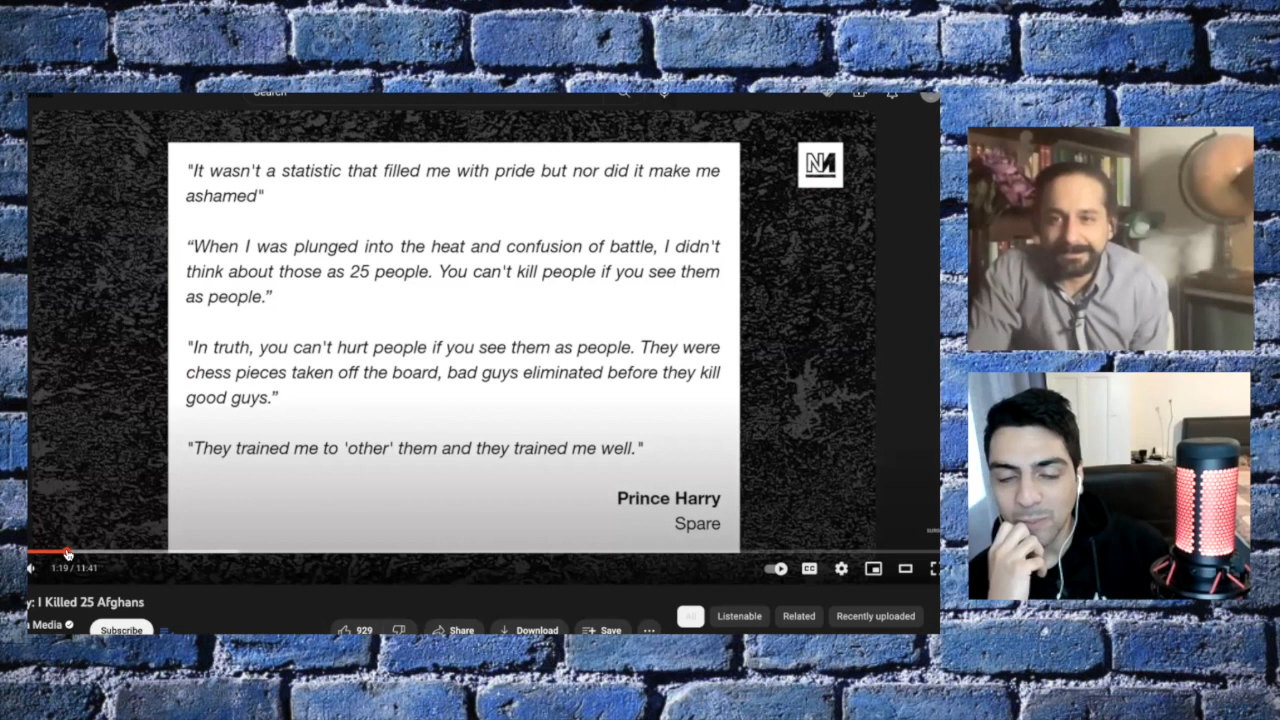 Search
"It wasn't a statistic that filled me with pride but nor did it make me
ashamed"
“When I was plunged into the heat and confusion of battle, I didn't
think about those as 25 people. You can't kill people if you see them
as people.”
"In truth, you can't hurt people if you see them as people. They were
chess pieces taken off the board, bad guys eliminated before they kill
good guys.”
"They trained me to 'other' them and they trained me well."
Prince Harry
Spare
NM
1:19 / 11:41
CC
y: I Killed 25 Afghans
Media
Subscribe
929
Share
Download
Save
All
Listenable
Related
Recently uploaded